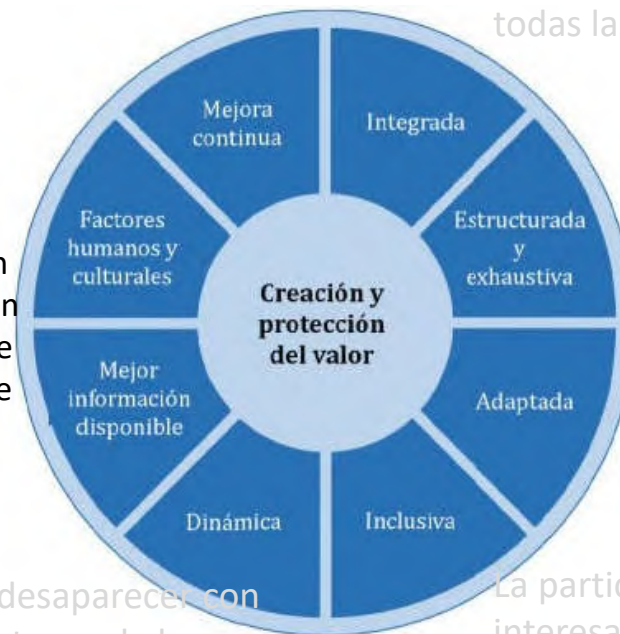 todas la
Mejora
continua
Integrada
Factores
humanos y
culturales
Estructurada
y
exhaustiva
Creación y
protección
del valor
Mejor
información
disponible
Adaptada
Dinámica
Inclusiva
desaparecer con
La partic
interesa